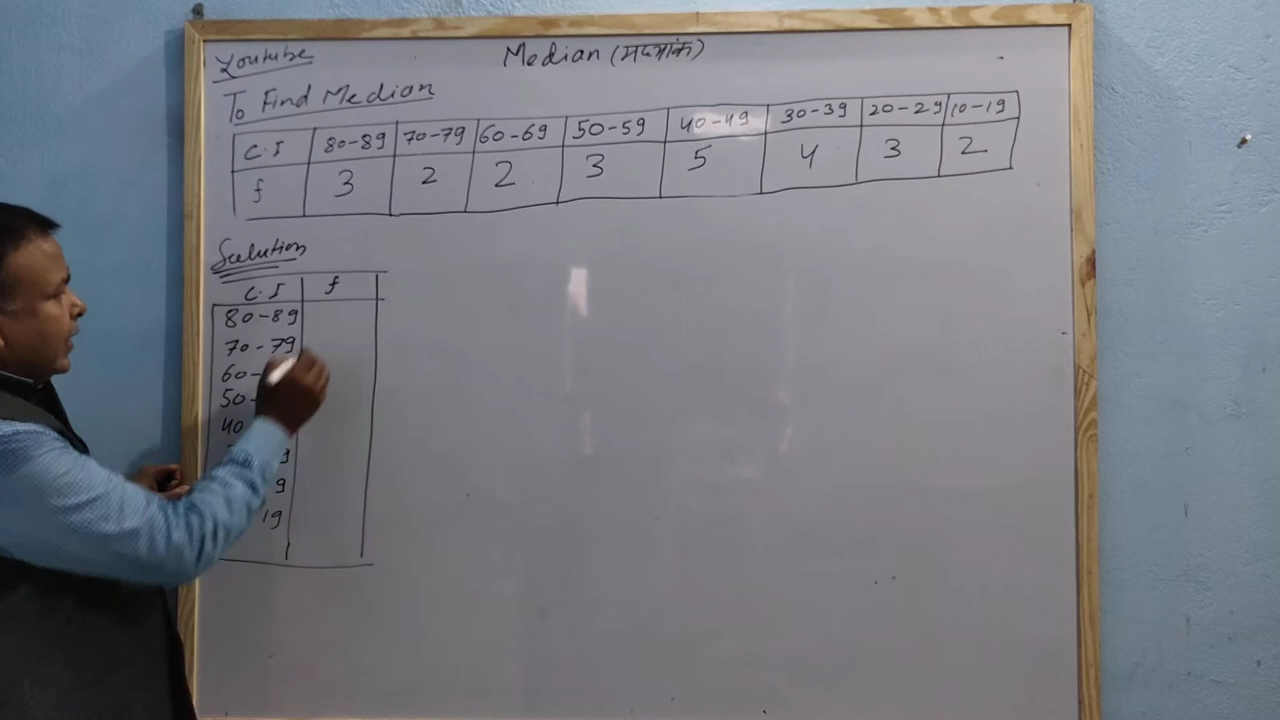 Youtube
Median (मध्यांक)
To Find Median
C.I 80-89 70-79 60-69 50-59 40-49 30-39 20-29 10-19
f 3 2 2 3 5 4 3 2
Solution
C.I f
80-89
70-79
60-
50-
40
9
9
19